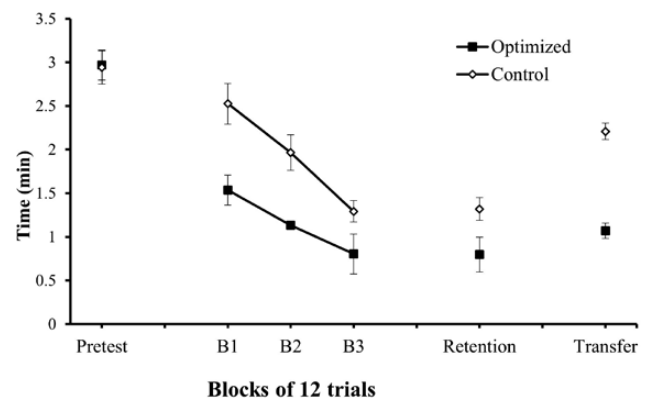 3.5
3
2.5
2
1.5
1
0.5
0
Time (min)
Optimized
Control
Pretest B1 B2 B3 Retention Transfer
Blocks of 12 trials